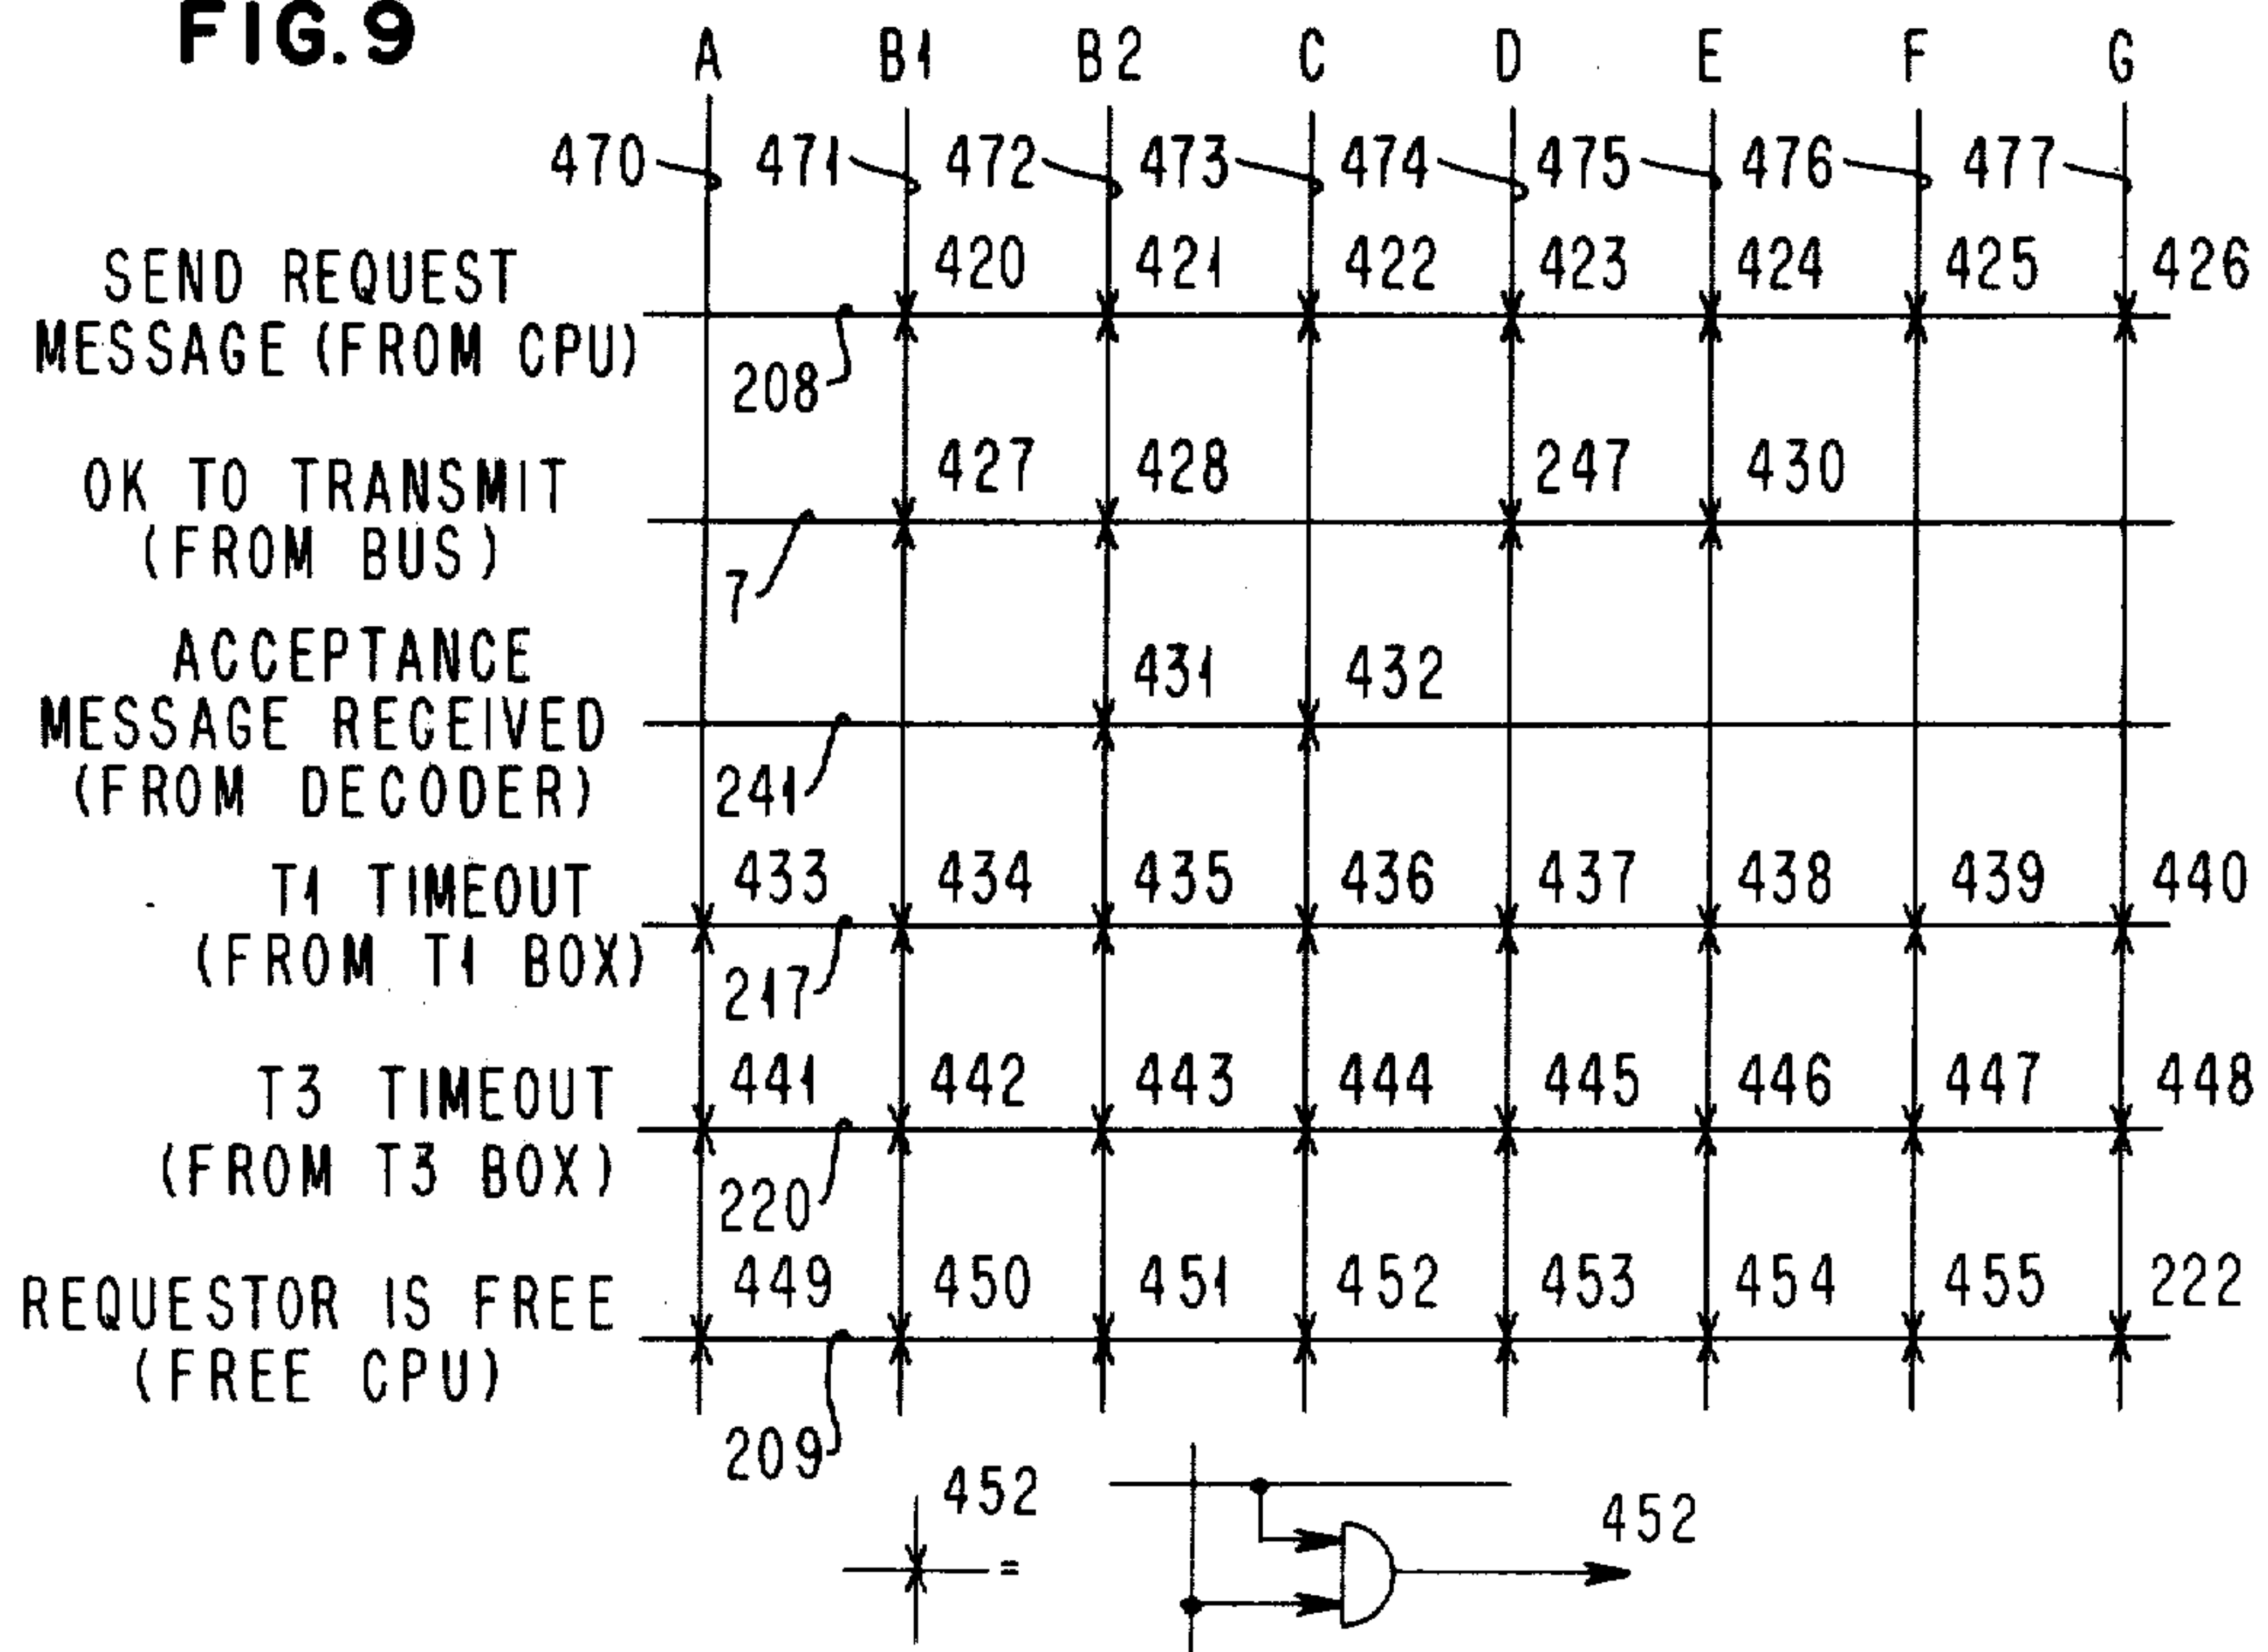 FIG. 9
A B1 B2 C D E F G
470 471 472 473 474 475 476 477
420 421 422 423 424 425 426
SEND REQUEST
MESSAGE (FROM CPU)
208
427 428 247 430
OK TO TRANSMIT
(FROM BUS)
7
ACCEPTANCE
431 432
MESSAGE RECEIVED
(FROM DECODER)
241
433 434 435 436 437 438 439 440
T1 TIMEOUT
(FROM T1 BOX)
217
441 442 443 444 445 446 447 448
T3 TIMEOUT
(FROM T3 BOX)
220
449 450 451 452 453 454 455 222
REQUESTOR IS FREE
(FREE CPU)
209
452 = 452